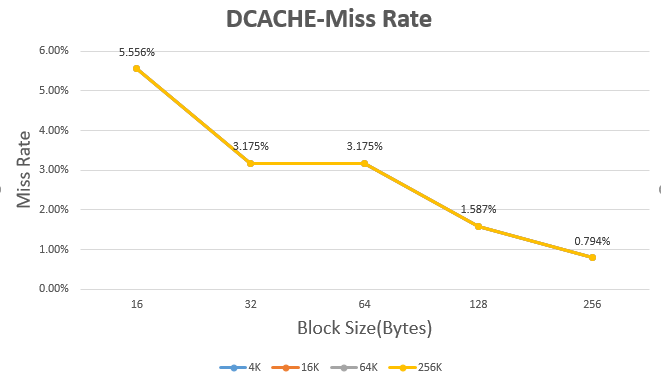 DCACHE-Miss Rate
6.00%
5.556%
5.00%
4.00%
3.175%
3.175%
3.00%
2.00%
1.587%
1.00%
0.794%
0.00%
Miss Rate
16 32 64 128 256
Block Size(Bytes)
4K 16K 64K 256K